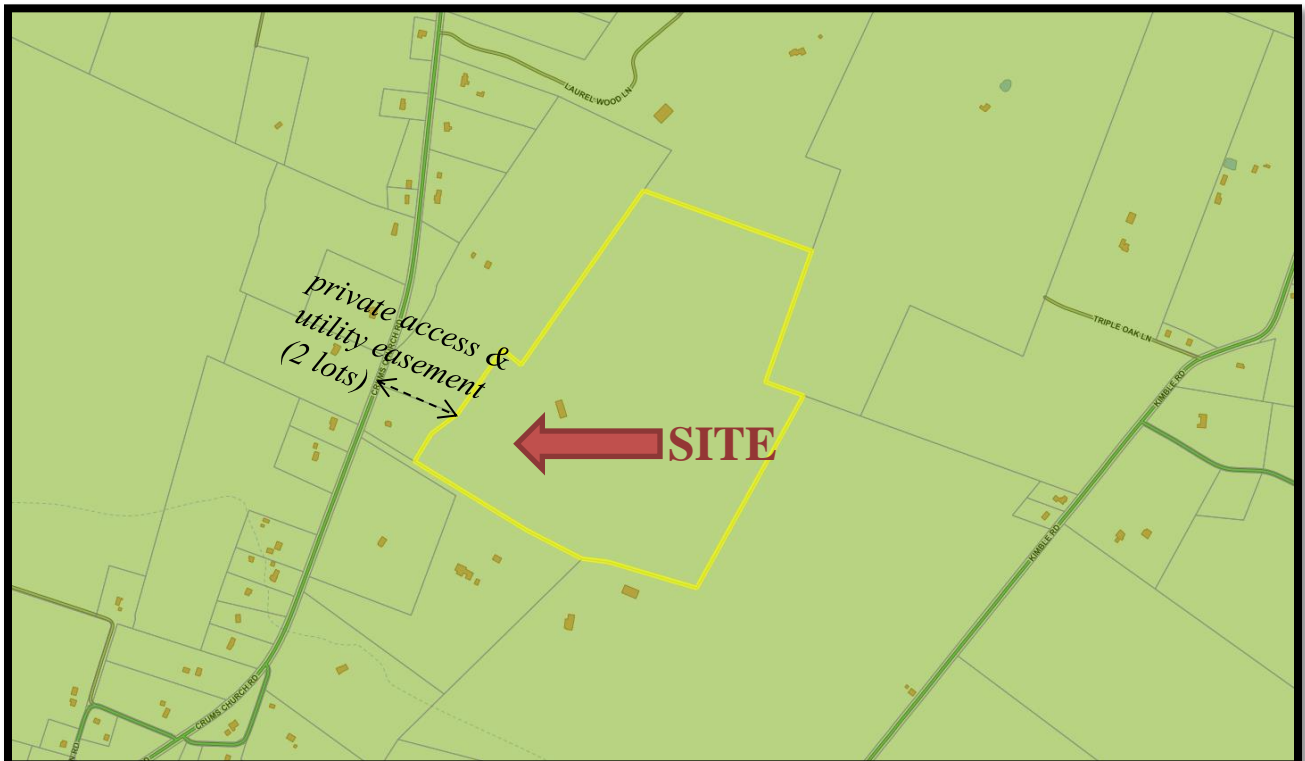 LAUREL WOOD LN
private access &
utility easement
(2 lots)
CRUMS CHURCH RD
TRIPLE OAK LN
KIMBLE RD
SITE
KIMBLE RD
CRUMS CHURCH RD
RD